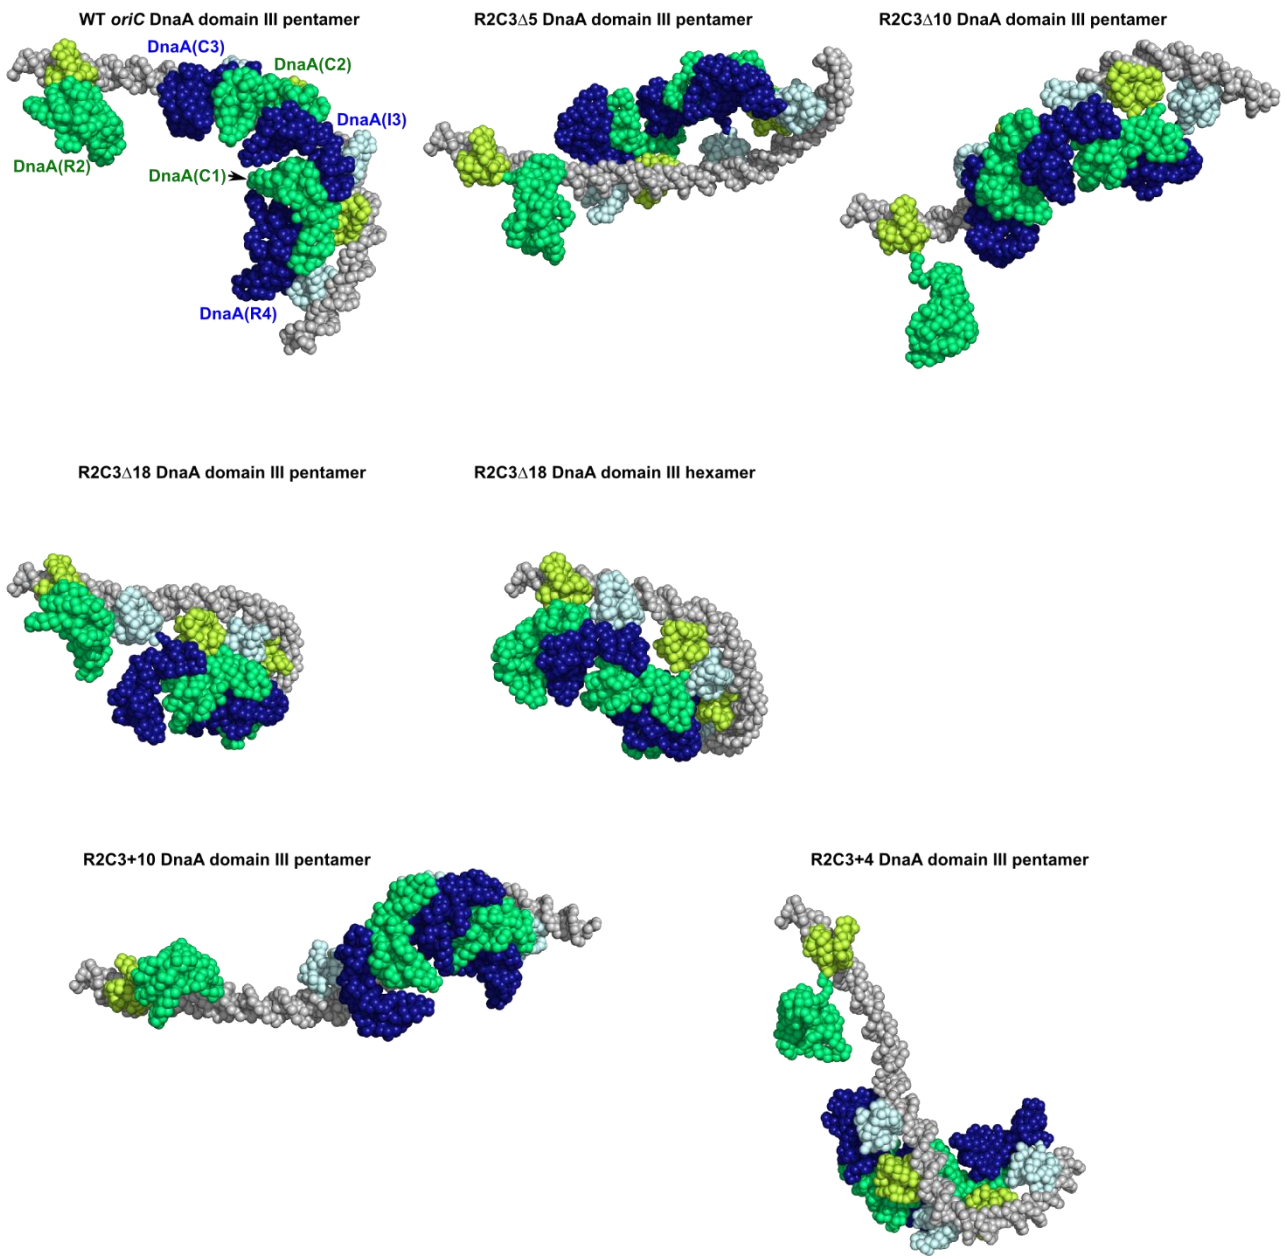 WT oriC DnaA domain III pentamer
R2C3Δ5 DnaA domain III pentamer
R2C3Δ10 DnaA domain III pentamer
DnaA(C3)
DnaA(C2)
DnaA(I3)
DnaA(R2)
DnaA(C1)
DnaA(R4)
R2C3Δ18 DnaA domain III pentamer
R2C3Δ18 DnaA domain III hexamer
R2C3+10 DnaA domain III pentamer
R2C3+4 DnaA domain III pentamer